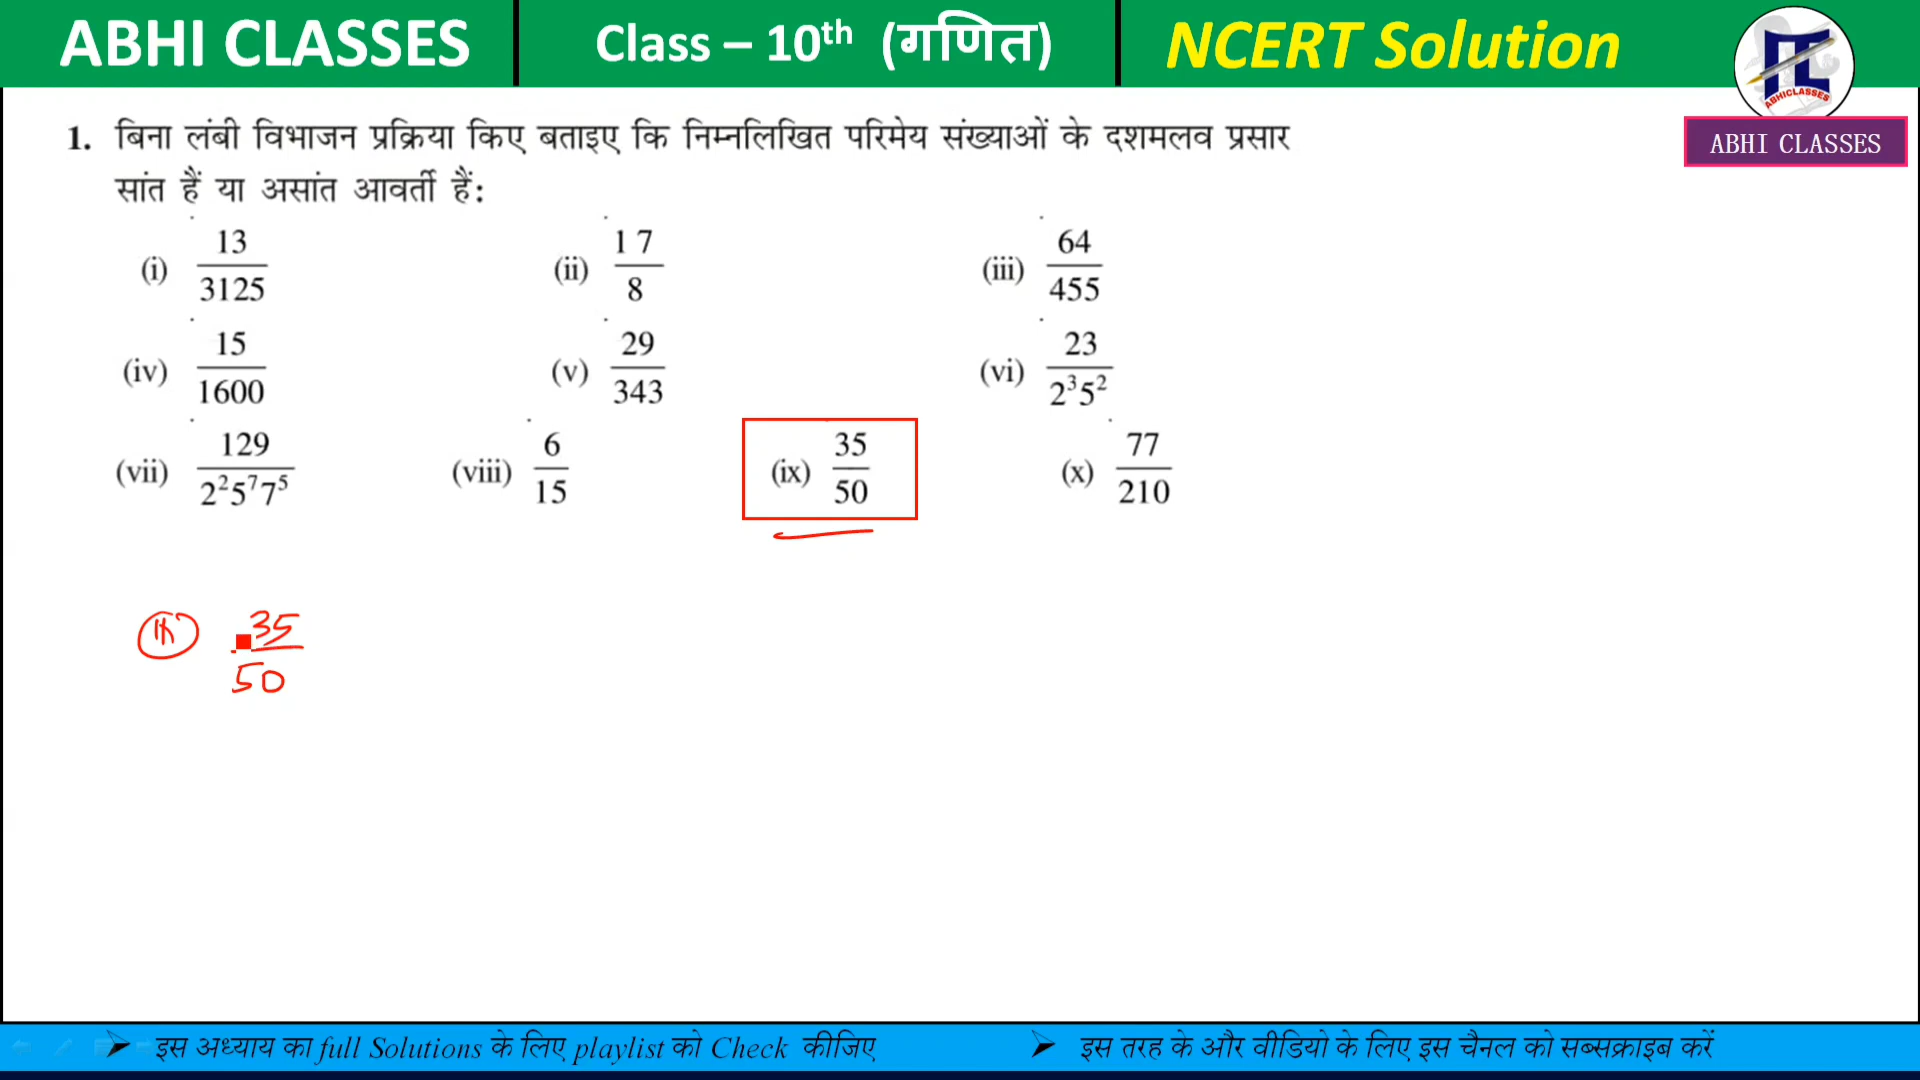 ABHI CLASSES
Class – 10th (गणित)
NCERT Solution
ABHICLASSES
ABHI CLASSES
1. बिना लंबी विभाजन प्रक्रिया किए बताइए कि निम्नलिखित परिमेय संख्याओं के दशमलव प्रसार
सांत हैं या असांत आवर्ती हैं:
(i) 13/3125 (ii) 1 7/8 (iii) 64/455
(iv) 15/1600 (v) 29/343 (vi) 23/2³5²
(vii) 129/2²5⁷7⁵ (viii) 6/15 (ix) 35/50 (x) 77/210
35/50
➢ इस अध्याय का full Solutions के लिए playlist को Check कीजिए
➢ इस तरह के और वीडियो के लिए इस चैनल को सब्सक्राइब करें